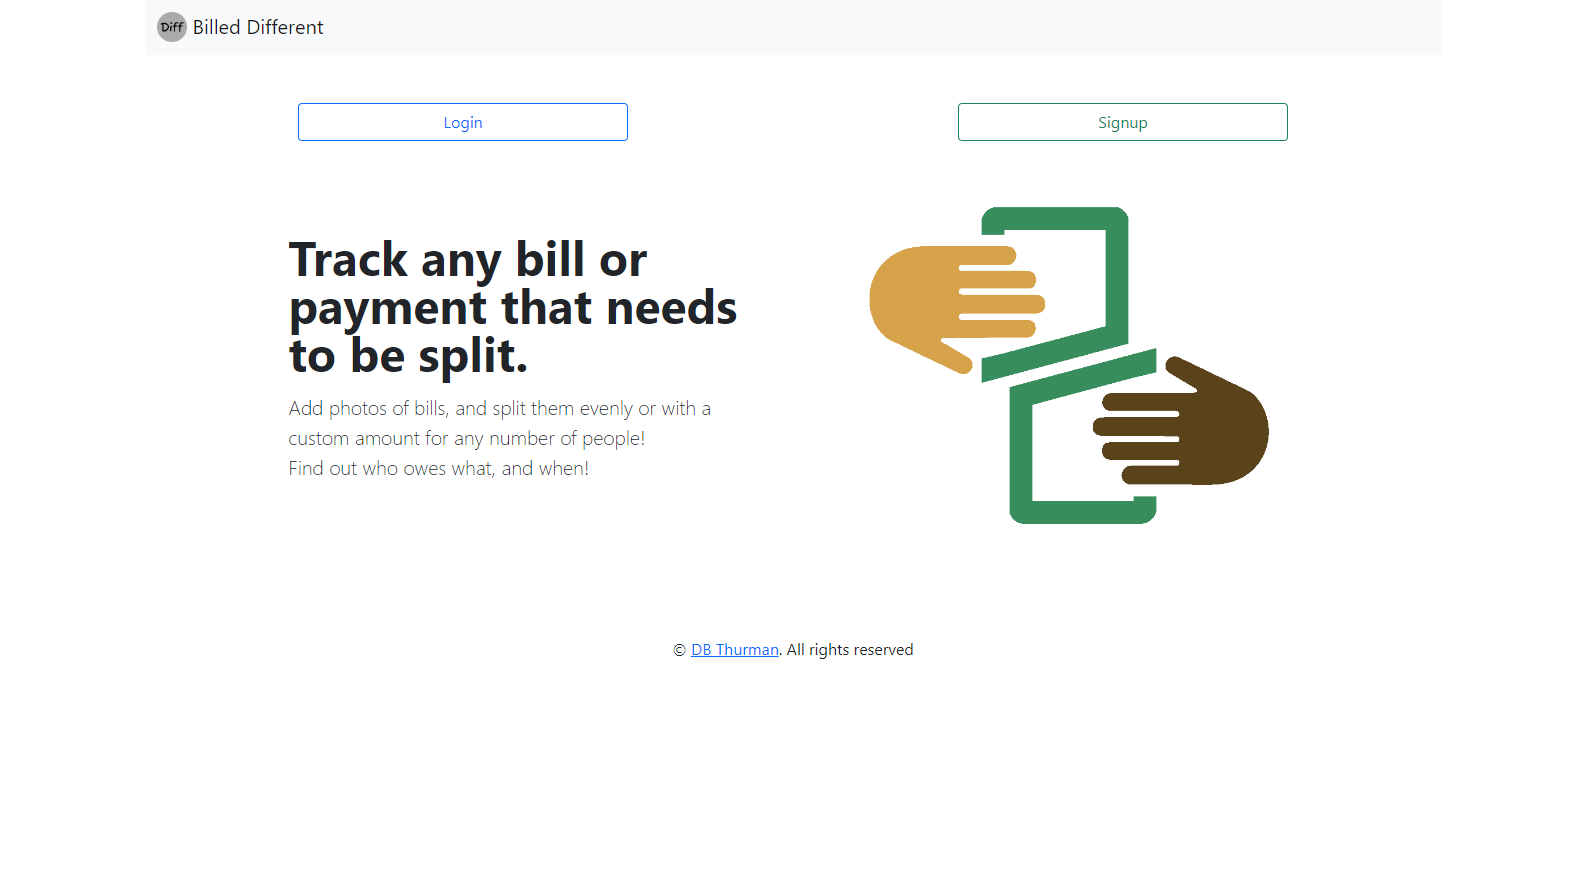 Diff Billed Different
Login
Signup
Track any bill or
payment that needs
to be split.
Add photos of bills, and split them evenly or with a
custom amount for any number of people!
Find out who owes what, and when!
© DB Thurman. All rights reserved